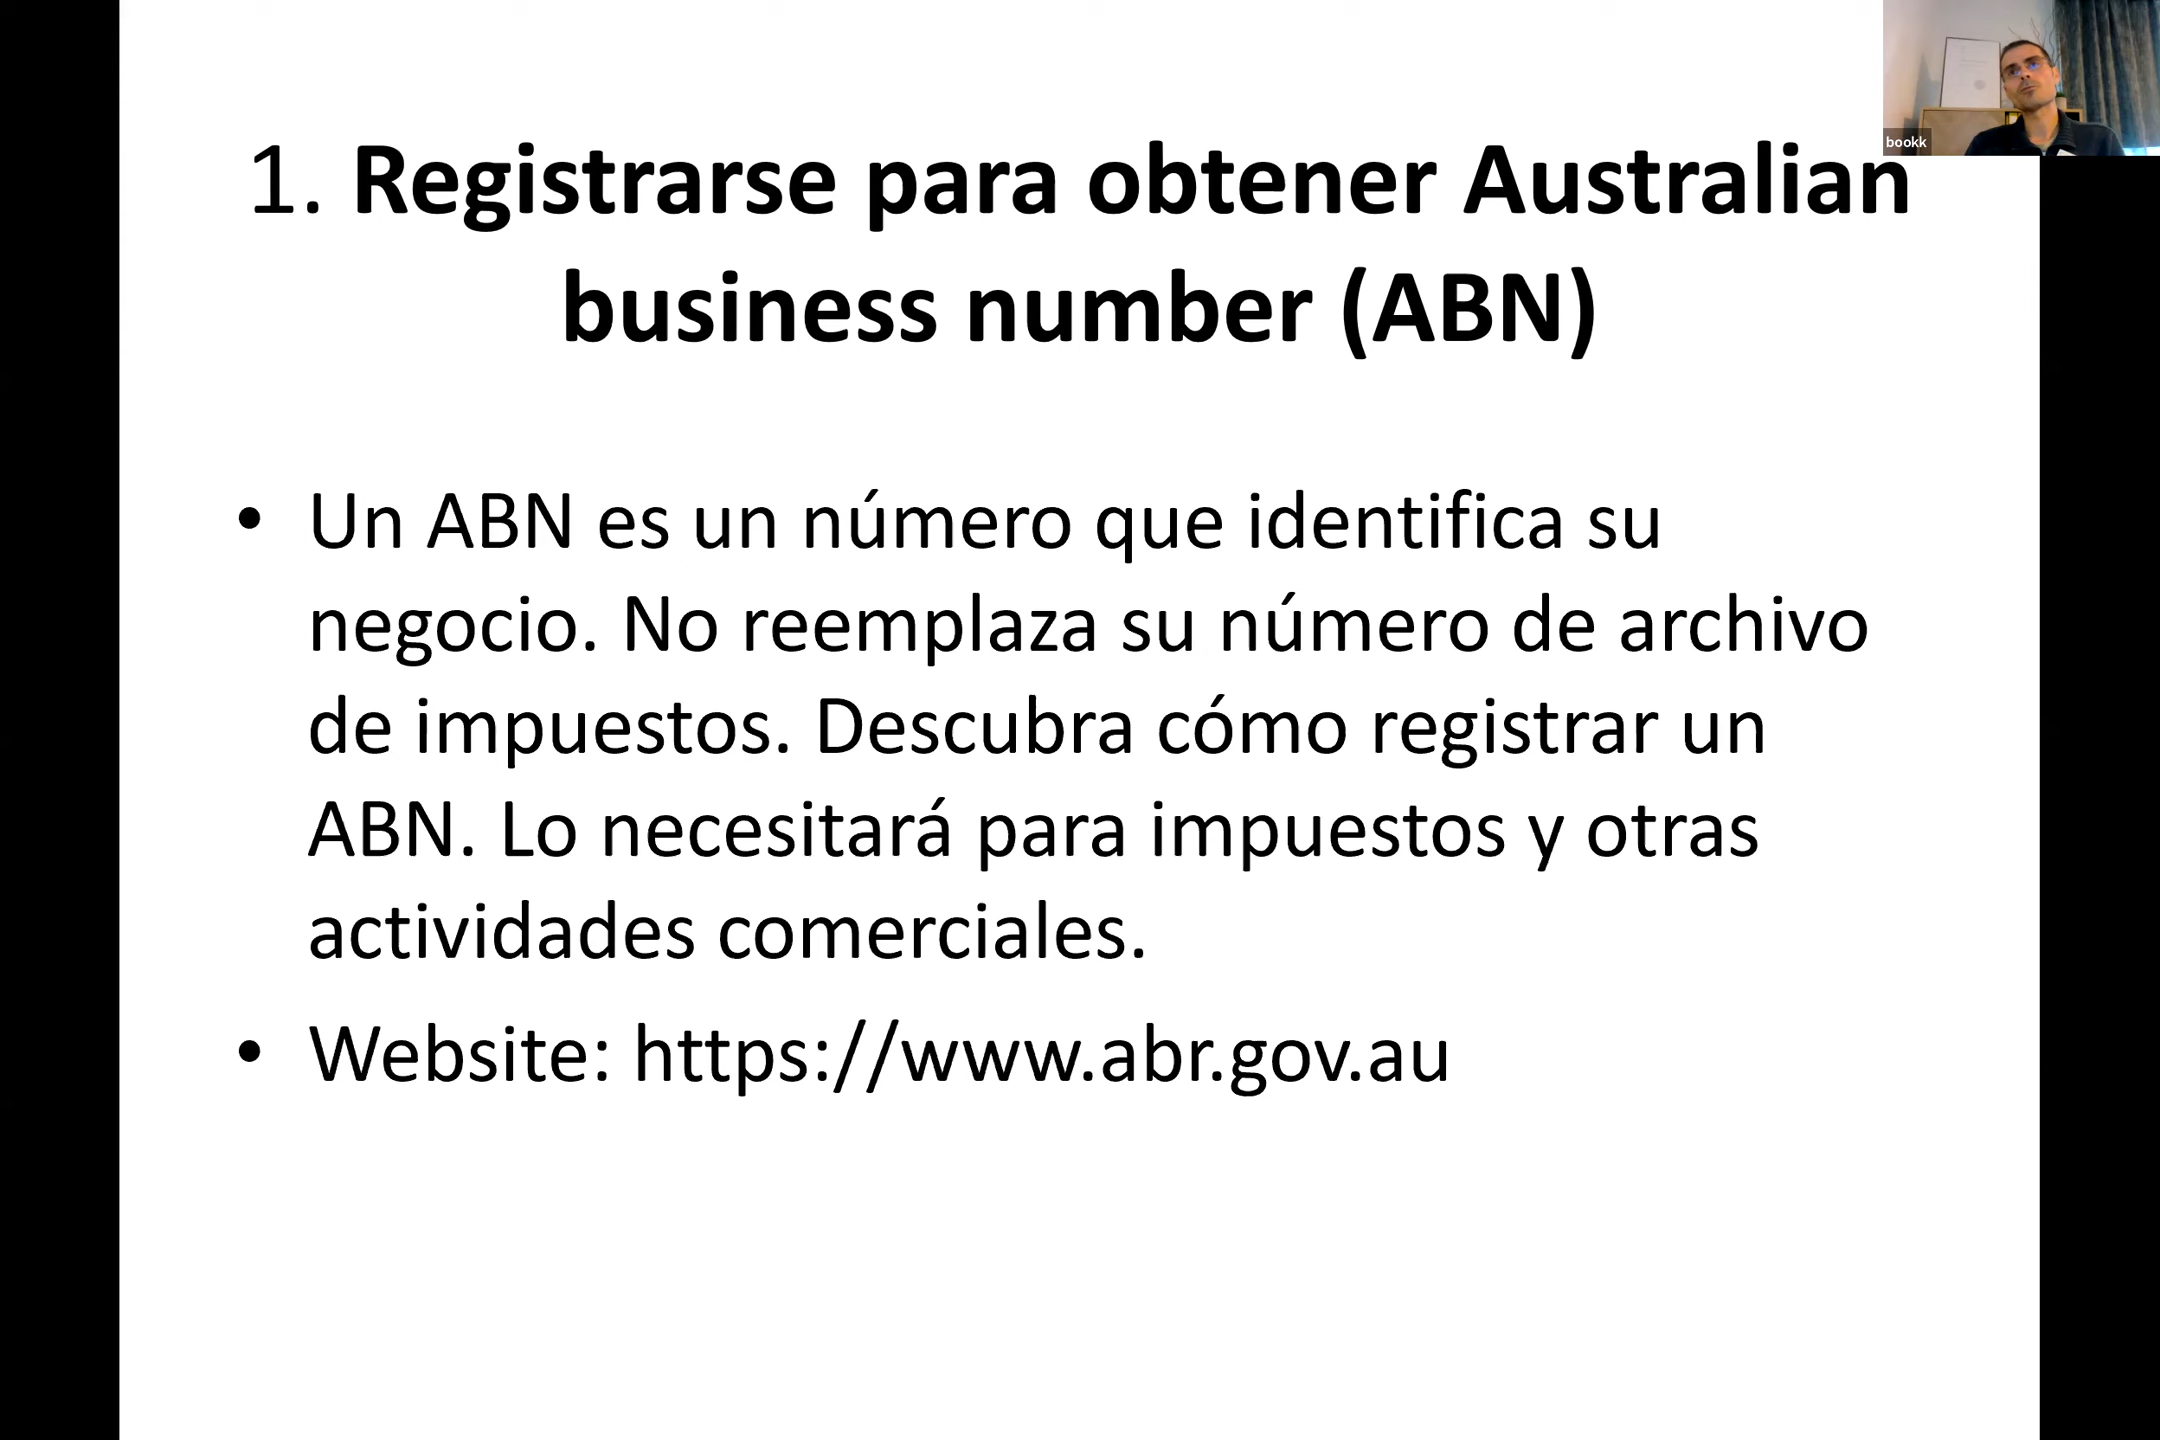 1. Registrarse para obtener Australian
business number (ABN)
• Un ABN es un número que identifica su
negocio. No reemplaza su número de archivo
de impuestos. Descubra cómo registrar un
ABN. Lo necesitará para impuestos y otras
actividades comerciales.
• Website: https://www.abr.gov.au
bookk